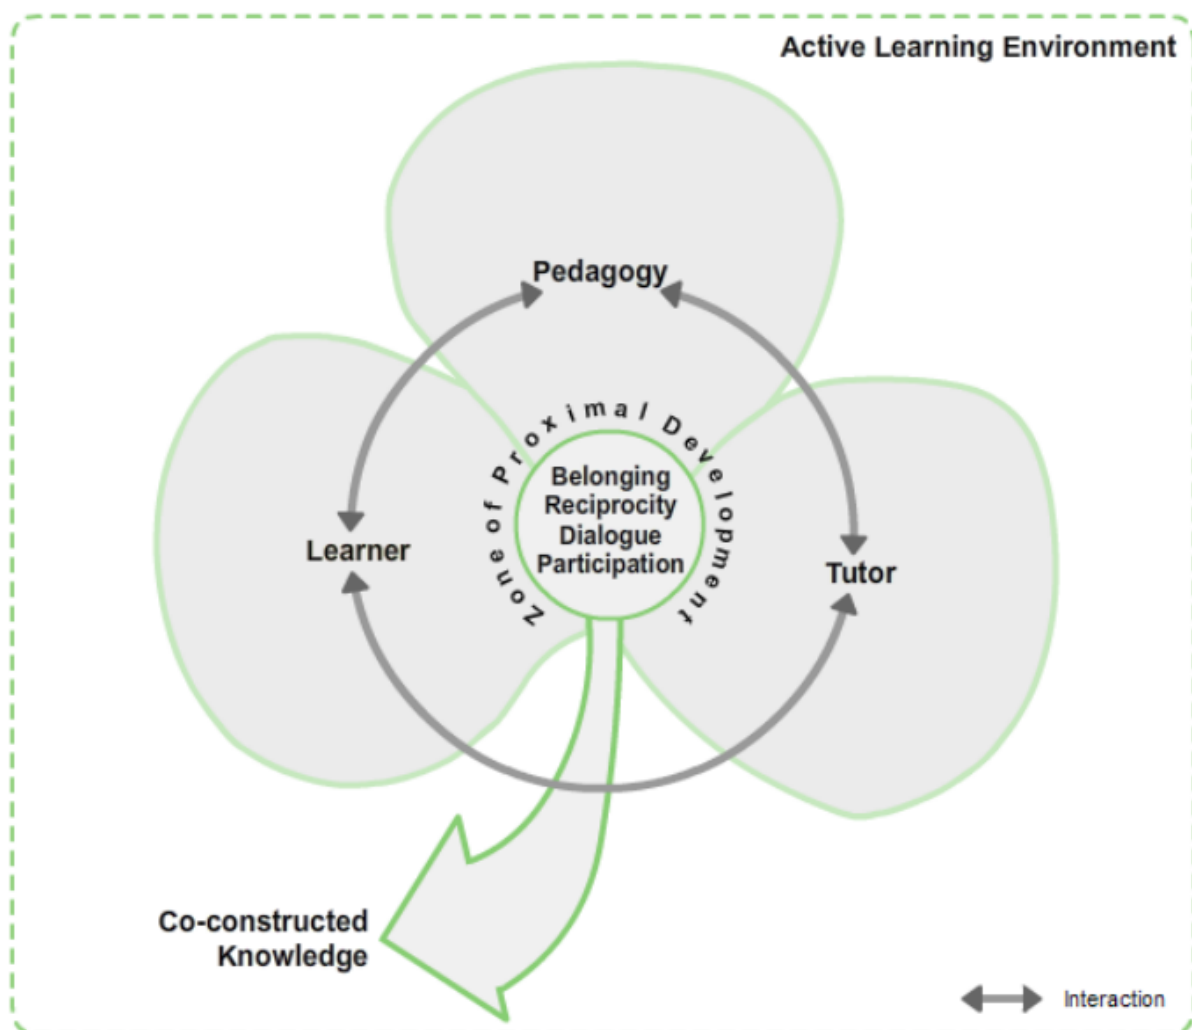 Active Learning Environment
Pedagogy
Zone of Proximal Development
Belonging
Reciprocity
Dialogue
Participation
Learner
Tutor
Co-constructed
Knowledge
Interaction